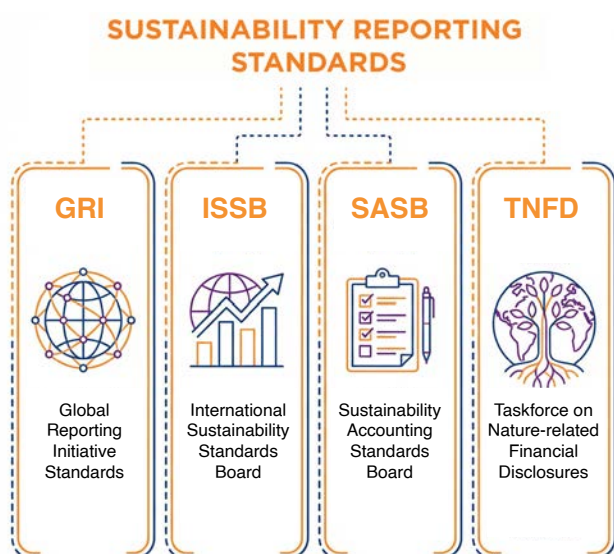 SUSTAINABILITY REPORTING
STANDARDS
GRI
Global
Reporting
Initiative
Standards
ISSB
International
Sustainability
Standards
Board
SASB
Sustainability
Accounting
Standards
Board
TNFD
Taskforce on
Nature-related
Financial
Disclosures